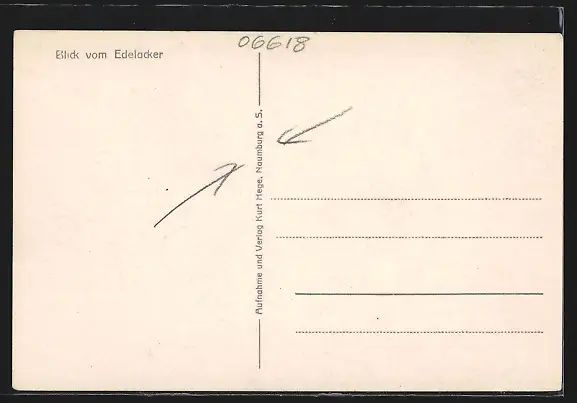 06618
Blick vom Edelacker
Aufnahme und Verlag Kurt Hege, Naumburg a. S.